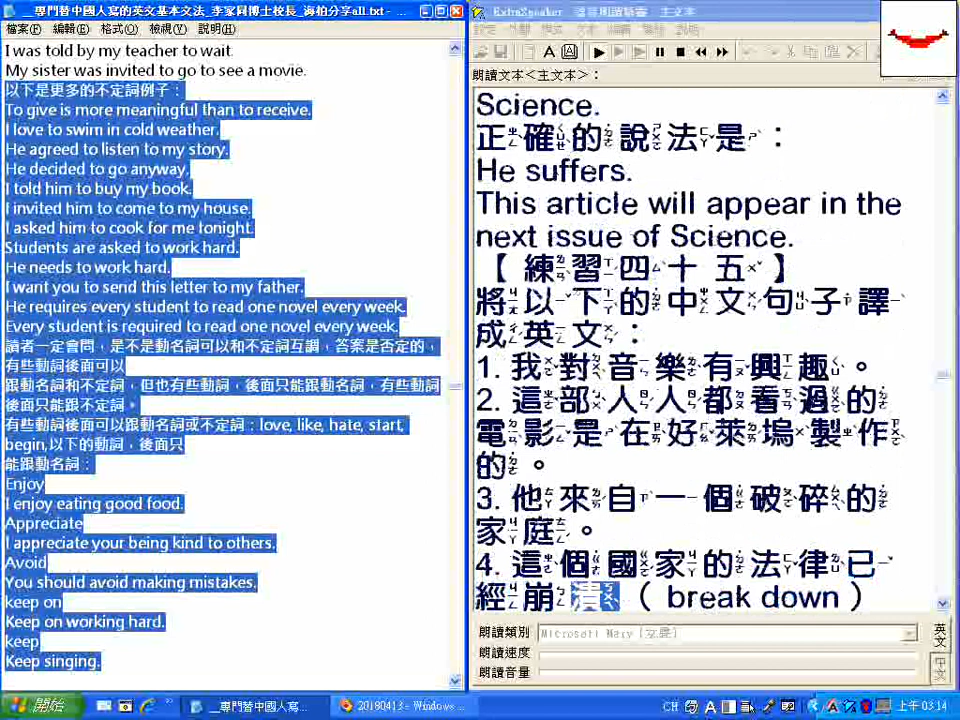 __專門替中國人寫的英文基本文法_李家同博士校長_海柏分享all.txt - ...
檔案(F) 編輯(E) 格式(O) 檢視(V) 說明(H)
I was told by my teacher to wait.
My sister was invited to go to see a movie.
以下是更多的不定詞例子：
To give is more meaningful than to receive.
I love to swim in cold weather.
He agreed to listen to my story.
He decided to go anyway.
I told him to buy my book.
I invited him to come to my house.
I asked him to cook for me tonight.
Students are asked to work hard.
He needs to work hard.
I want you to send this letter to my father.
He requires every student to read one novel every week.
Every student is required to read one novel every week.
讀者一定會問，是不是動名詞可以和不定詞互調，答案是否定的，
有些動詞後面可以
跟動名詞和不定詞，但也有些動詞，後面只能跟動名詞，有些動詞
後面只能跟不定詞。
有些動詞後面可以跟動名詞或不定詞：love, like, hate, start,
begin,以下的動詞，後面只
能跟動名詞：
Enjoy
I enjoy eating good food.
Appreciate
I appreciate your being kind to others.
Avoid
You should avoid making mistakes.
keep on
Keep on working hard.
keep
Keep singing.
朗讀文本<主文本>：
Science.
正確的說法是：
He suffers.
This article will appear in the
next issue of Science.
【練習四十五】
將以下的中文句子譯
成英文：
1. 我對音樂有興趣。
2. 這部人人都看過的
電影是在好萊塢製作
的。
3. 他來自一個破碎的
家庭。
4. 這個國家的法律已
經崩潰（break down）
朗讀類別 Microsoft Mary [女聲]
朗讀速度
朗讀音量
英文
中文
開始 __專門替中國人寫... 20180413 - Windows ... CH 上午 03:14